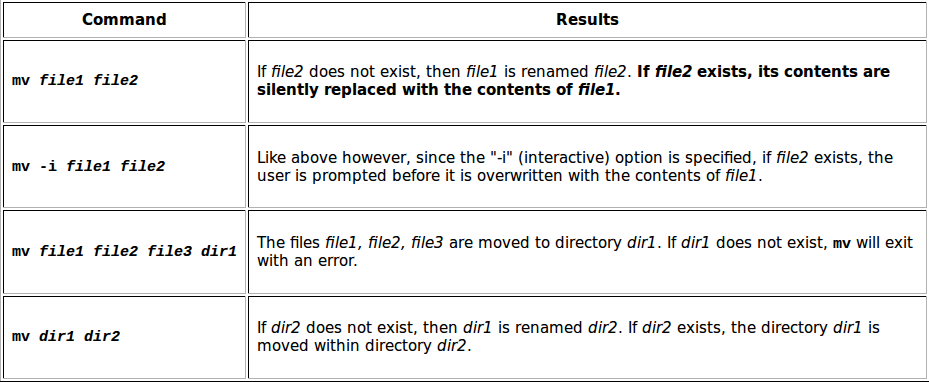 Command Results
mv file1 file2
If file2 does not exist, then file1 is renamed file2. If file2 exists, its contents are
silently replaced with the contents of file1.
mv -i file1 file2
Like above however, since the "-i" (interactive) option is specified, if file2 exists, the
user is prompted before it is overwritten with the contents of file1.
mv file1 file2 file3 dir1
The files file1, file2, file3 are moved to directory dir1. If dir1 does not exist, mv will exit
with an error.
mv dir1 dir2
If dir2 does not exist, then dir1 is renamed dir2. If dir2 exists, the directory dir1 is
moved within directory dir2.